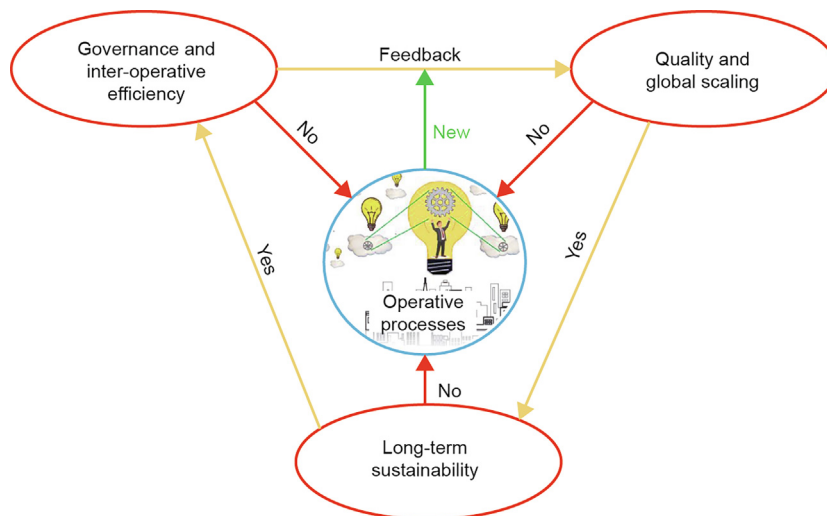 Governance and
inter-operative
efficiency
Feedback
Quality and
global scaling
No
New
No
Yes
Yes
Operative
processes
No
Long-term
sustainability